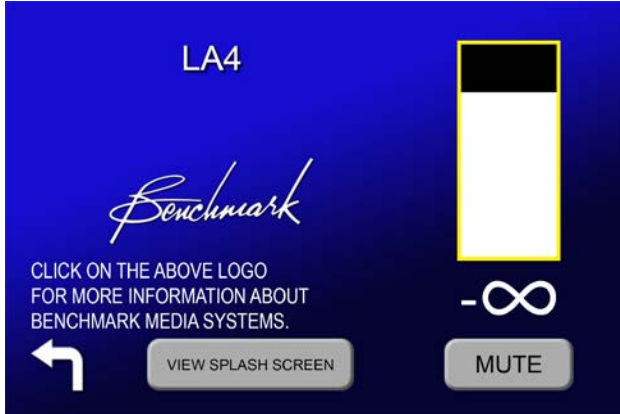 LA4
Benchmark
CLICK ON THE ABOVE LOGO
FOR MORE INFORMATION ABOUT
BENCHMARK MEDIA SYSTEMS.
-∞
VIEW SPLASH SCREEN
MUTE